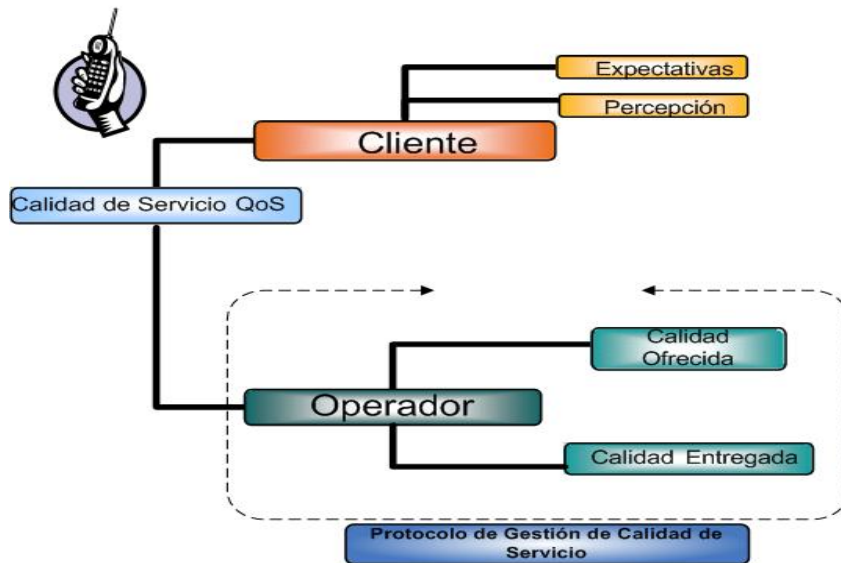 Expectativas
Percepción
Cliente
Calidad de Servicio QoS
Calidad
Ofrecida
Operador
Calidad Entregada
Protocolo de Gestión de Calidad de
Servicio